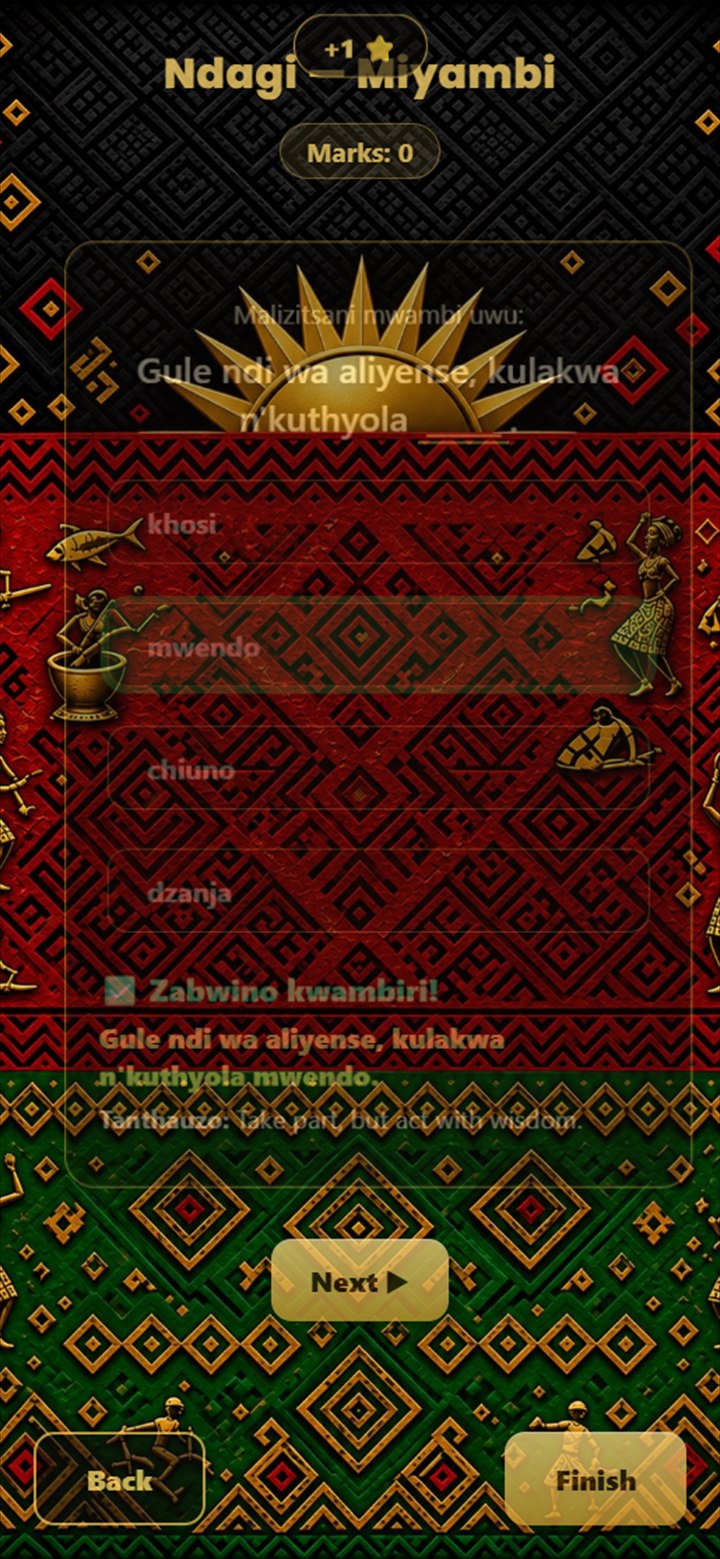 +1 ⭐
Ndagi — Miyambi
Marks: 0
Malizitsani mwambi uwu:
Gule ndi wa aliyense, kulakwa
n'kuthyola ______.
khosi
mwendo
chiuno
dzanja
✅ Zabwino kwambiri!
Gule ndi wa aliyense, kulakwa
n'kuthyola mwendo.
Tanthauzo: Take part, but act with wisdom.
Next ▶
Back
Finish